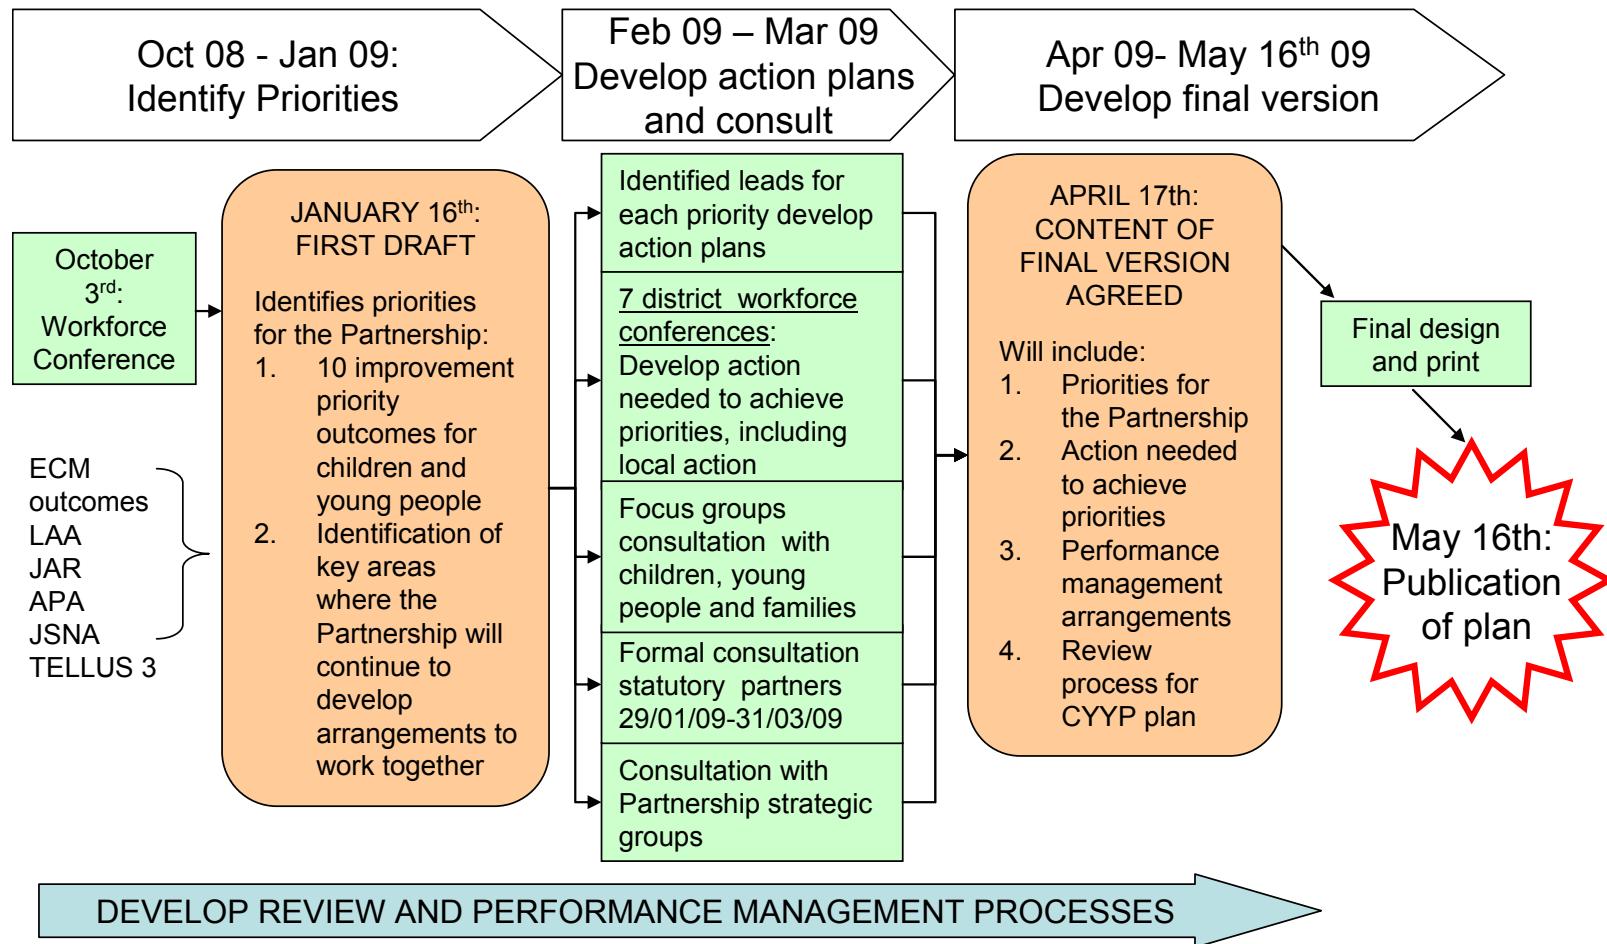 Oct 08 - Jan 09:
Identify Priorities
Feb 09 – Mar 09
Develop action plans
and consult
Apr 09- May 16th 09
Develop final version
October
3rd:
Workforce
Conference
ECM
outcomes
LAA
JAR
APA
JSNA
TELLUS 3
JANUARY 16th:
FIRST DRAFT
Identifies priorities
for the Partnership:
1. 10 improvement
priority
outcomes for
children and
young people
2. Identification of
key areas
where the
Partnership will
continue to
develop
arrangements to
work together
Identified leads for
each priority develop
action plans
7 district workforce
conferences:
Develop action
needed to achieve
priorities, including
local action
Focus groups
consultation with
children, young
people and families
Formal consultation
statutory partners
29/01/09-31/03/09
Consultation with
Partnership strategic
groups
APRIL 17th:
CONTENT OF
FINAL VERSION
AGREED
Will include:
1. Priorities for
the Partnership
2. Action needed
to achieve
priorities
3. Performance
management
arrangements
4. Review
process for
CYYP plan
Final design
and print
May 16th:
Publication
of plan
DEVELOP REVIEW AND PERFORMANCE MANAGEMENT PROCESSES